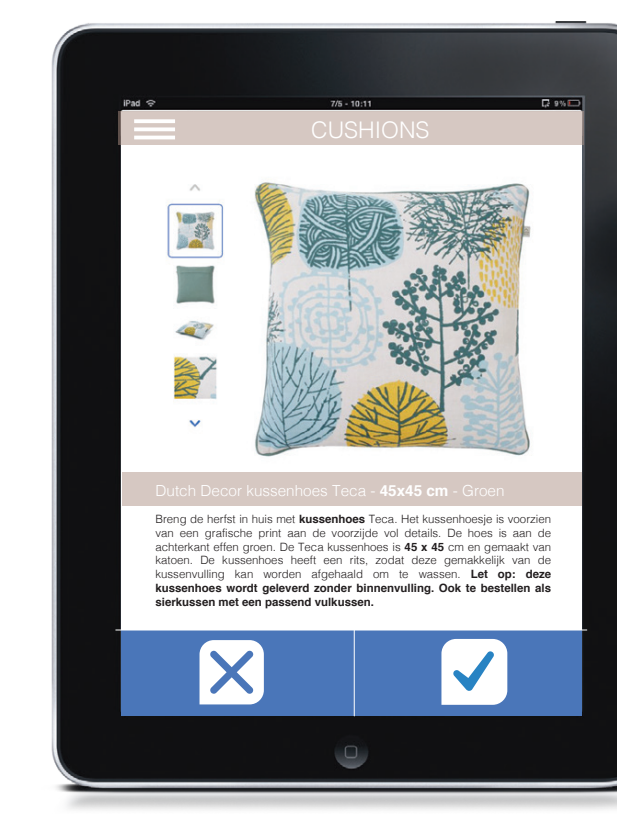 iPad 7/5 - 10:11 9%
CUSHIONS
Dutch Decor kussenhoes Teca - 45x45 cm - Groen
Breng de herfst in huis met kussenhoes Teca. Het kussenhoesje is voorzien
van een grafische print aan de voorzijde vol details. De hoes is aan de
achterkant effen groen. De Teca kussenhoes is 45 x 45 cm en gemaakt van
katoen. De kussenhoes heeft een rits, zodat deze gemakkelijk van de
kussenvulling kan worden afgehaald om te wassen. Let op: deze
kussenhoes wordt geleverd zonder binnenvulling. Ook te bestellen als
sierkussen met een passend vulkussen.